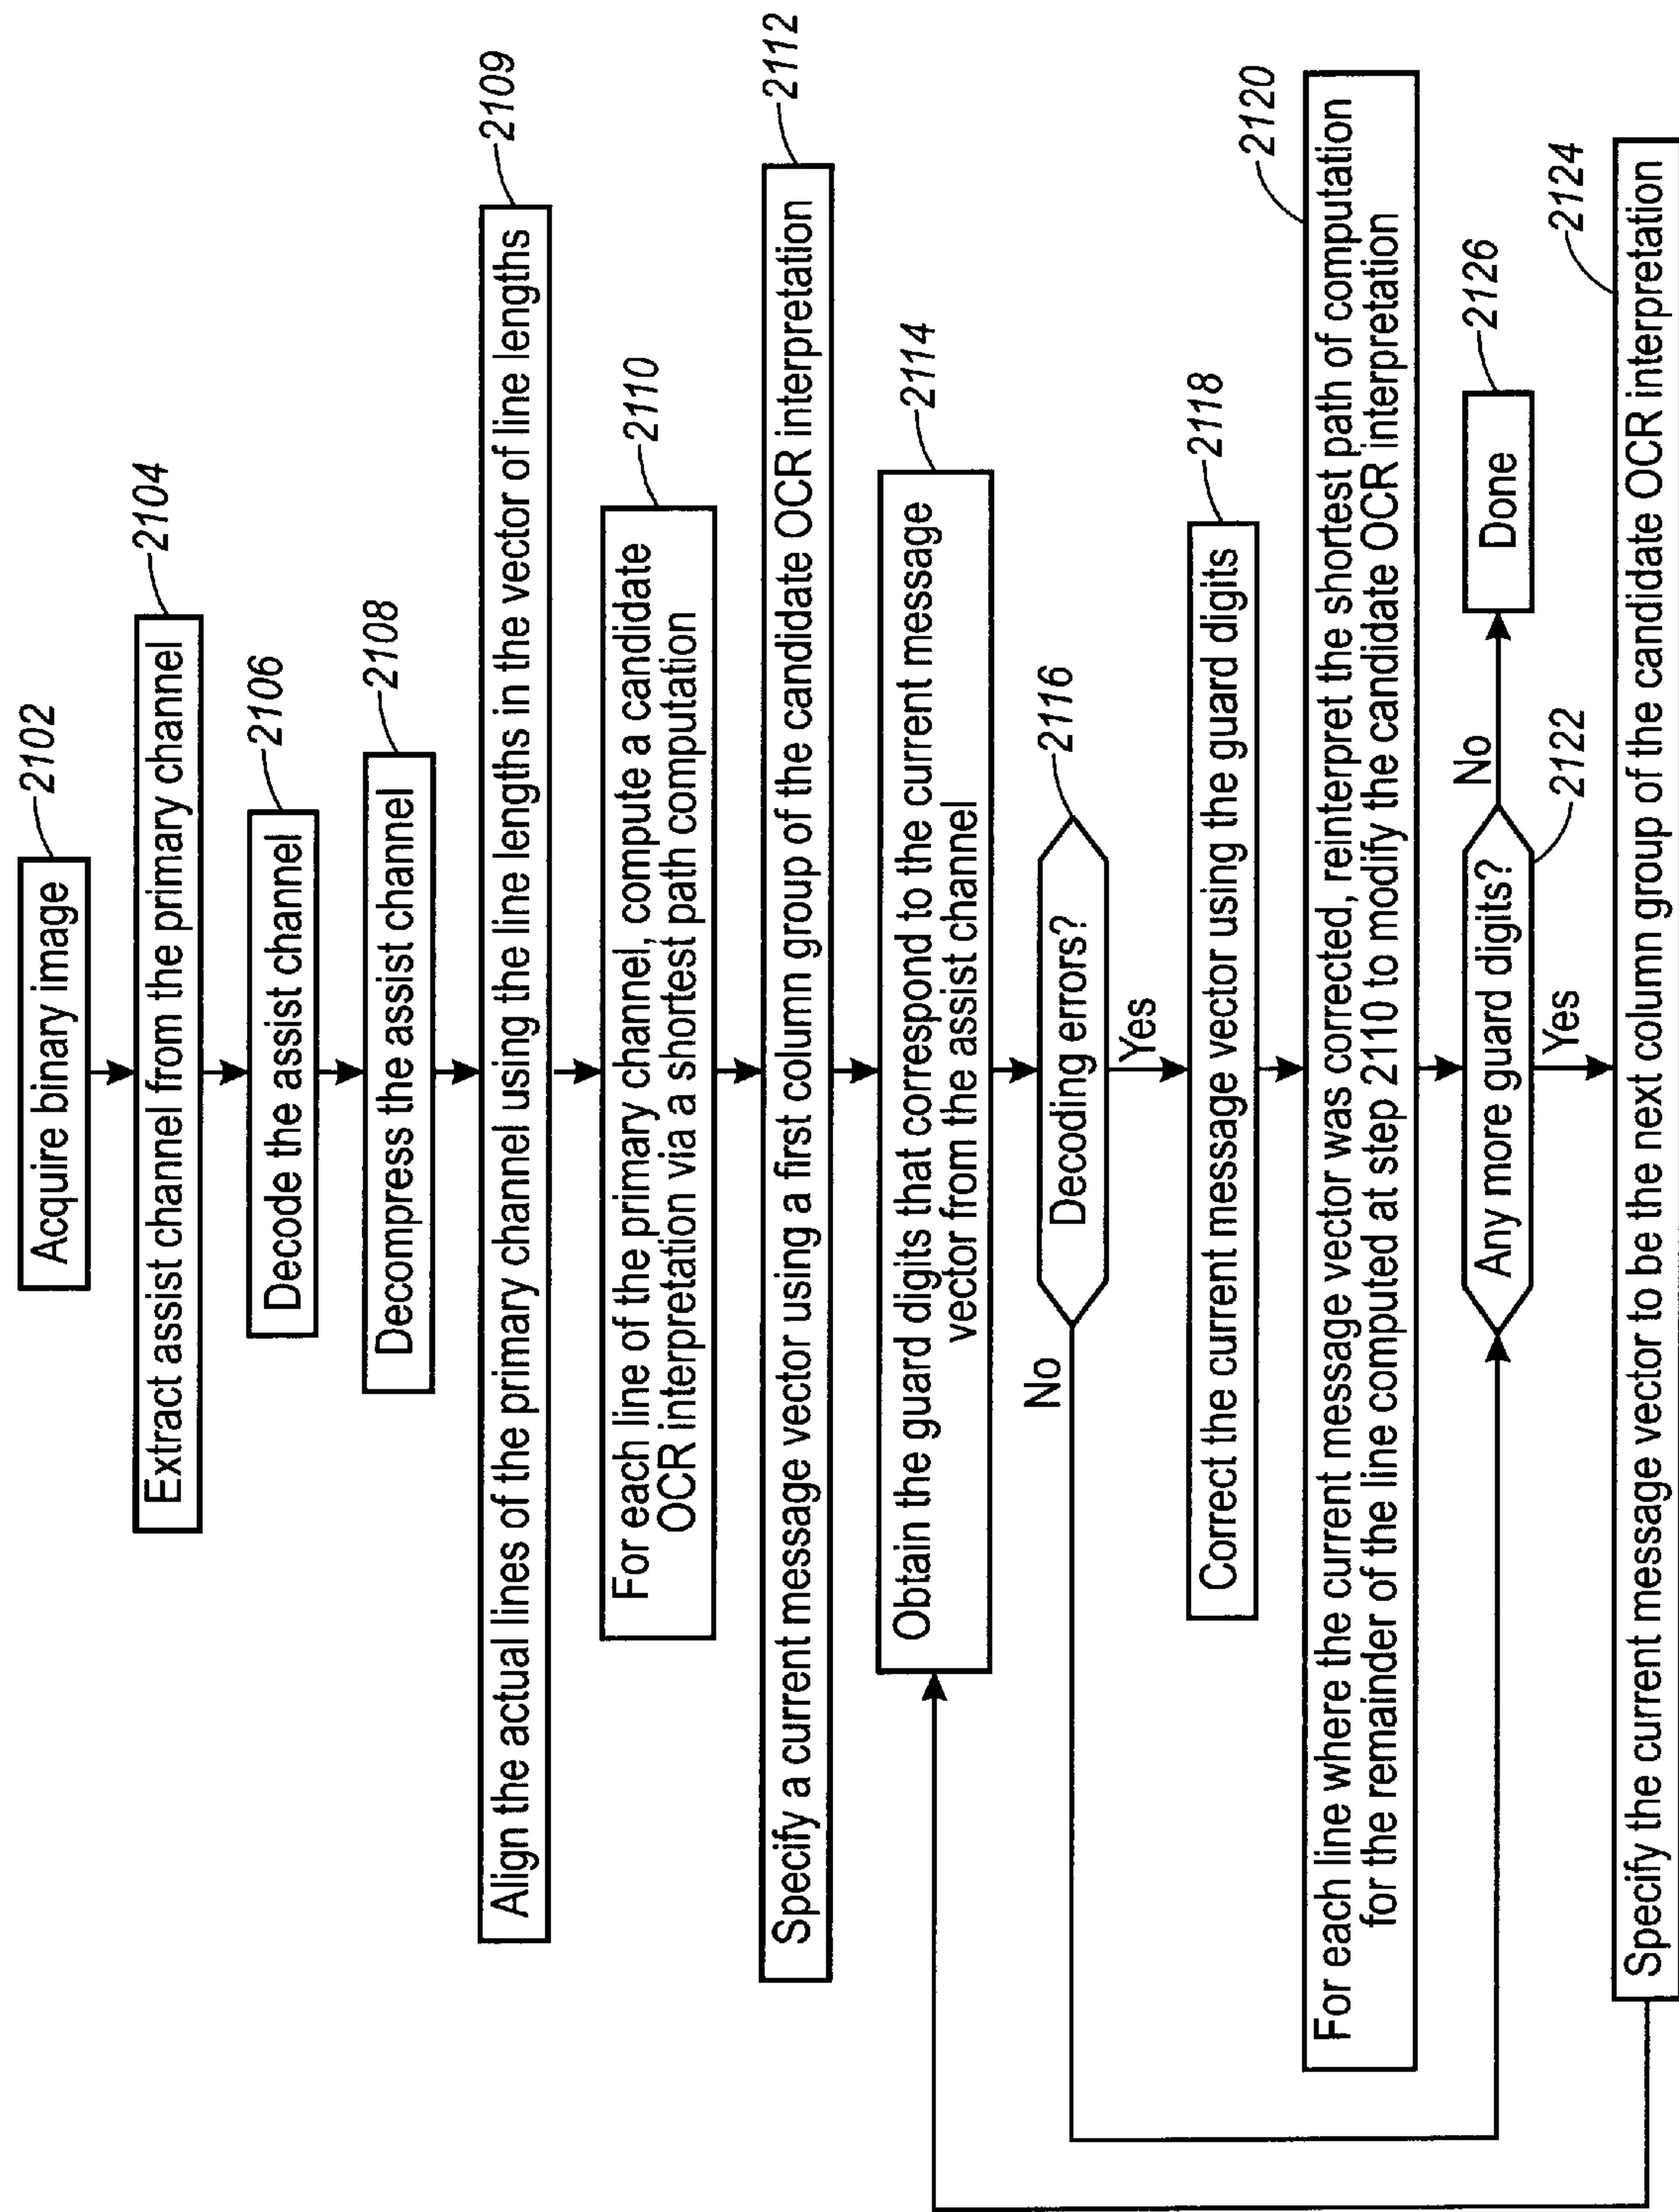 Acquire binary image
2102
Extract assist channel from the primary channel
2104
Decode the assist channel
2106
Decompress the assist channel
2108
Align the actual lines of the primary channel using the line lengths in the vector of line lengths
2109
For each line of the primary channel, compute a candidate
OCR interpretation via a shortest path computation
2110
Specify a current message vector using a first column group of the candidate OCR interpretation
2112
Obtain the guard digits that correspond to the current message
vector from the assist channel
2114
Decoding errors?
2116
No
Yes
Correct the current message vector using the guard digits
2118
For each line where the current message vector was corrected, reinterpret the shortest path of computation
for the remainder of the line computed at step 2110 to modify the candidate OCR interpretation
2120
Any more guard digits?
2122
No
Done
2126
Yes
Specify the current message vector to be the next column group of the candidate OCR interpretation
2124